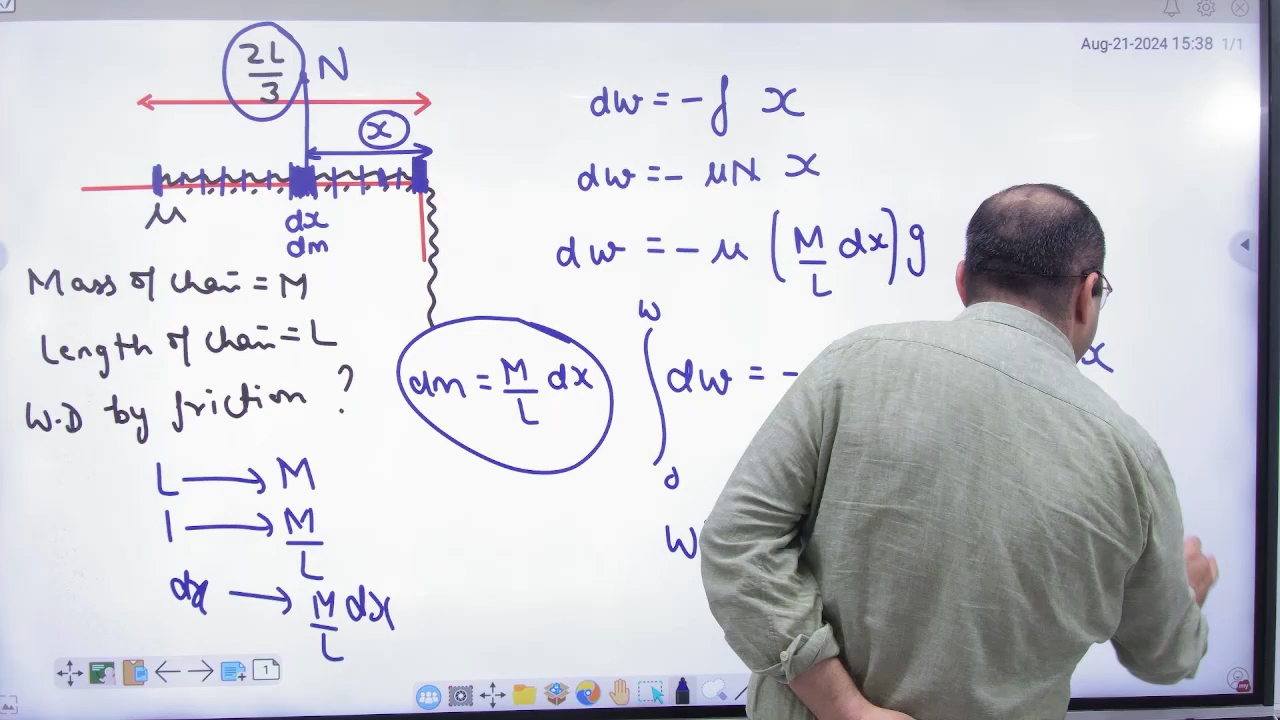 Aug-21-2024 15:38 1/1
2L/3
N
x
μ
dx
dm
Mass of chain = M
Length of chain = L
W.D by friction ?
L → M
1 → M/L
dx → M/L dx
dm = M/L dx
dw = - f x
dw = - μN x
dw = - μ (M/L dx) g
∫ dw = -
w
o
x
W
1